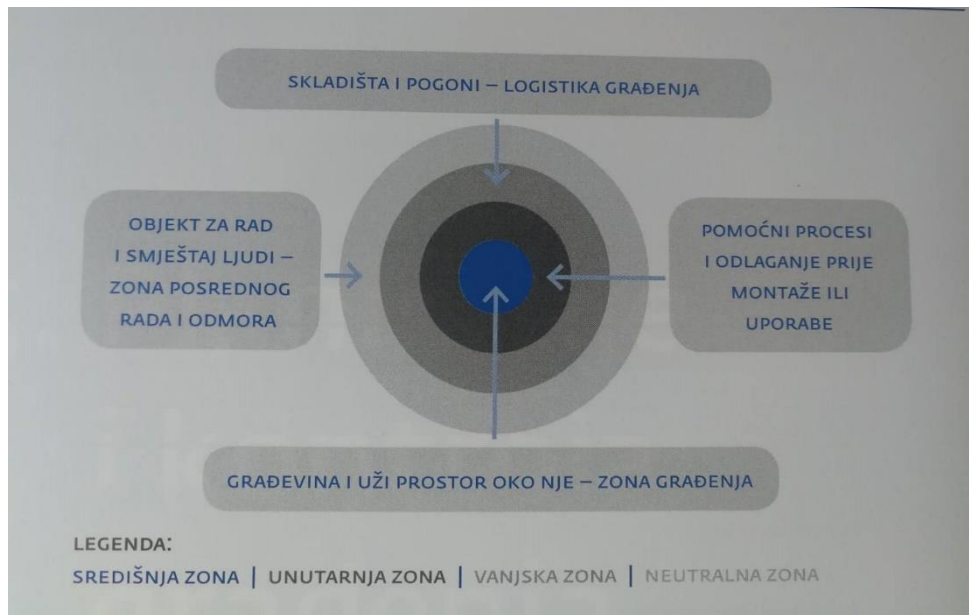 SKLADIŠTA I POGONI – LOGISTIKA GRAĐENJA
OBJEKT ZA RAD
I SMJEŠTAJ LJUDI –
ZONA POSREDNOG
RADA I ODMORA
POMOĆNI PROCESI
I ODLAGANJE PRIJE
MONTAŽE ILI
UPORABE
GRAĐEVINA I UŽI PROSTOR OKO NJE – ZONA GRAĐENJA
LEGENDA:
SREDIŠNJA ZONA | UNUTARNJA ZONA | VANJSKA ZONA | NEUTRALNA ZONA